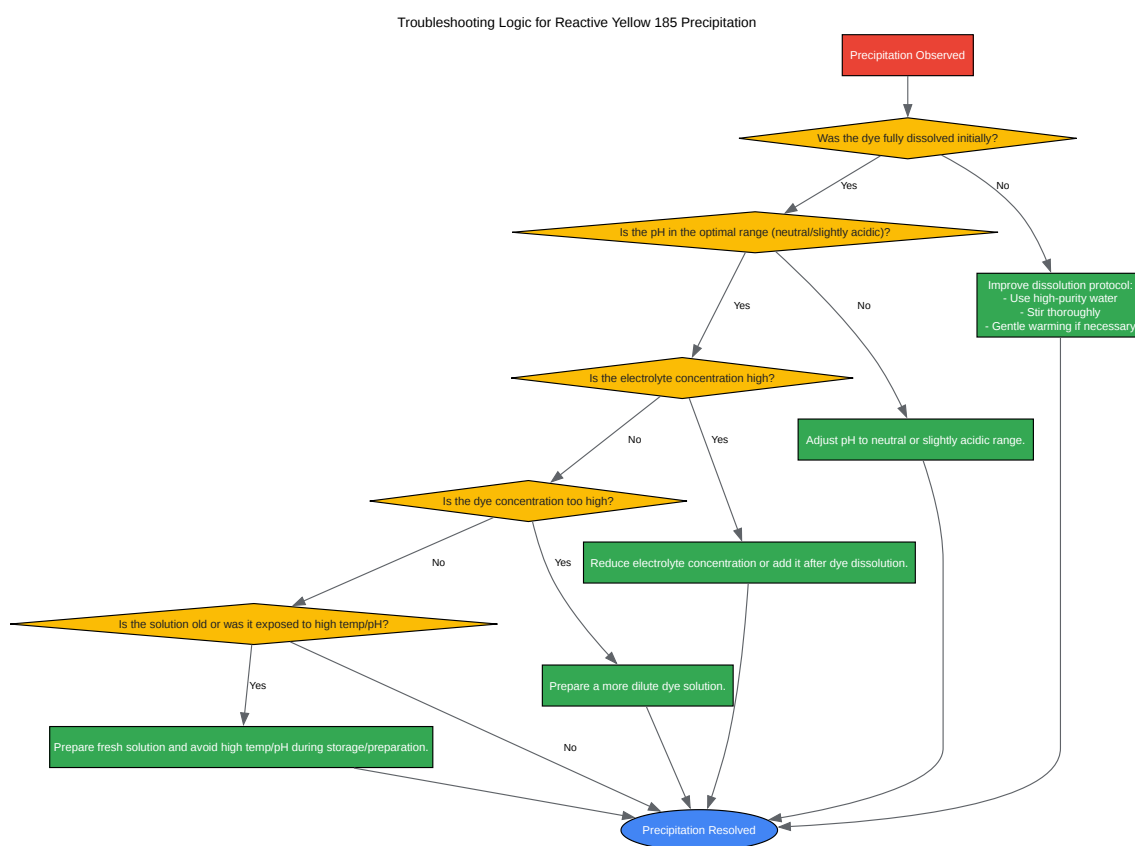 Troubleshooting Logic for Reactive Yellow 185 Precipitation
Precipitation Observed
Was the dye fully dissolved initially?
Yes
No
Is the pH in the optimal range (neutral/slightly acidic)?
Improve dissolution protocol:
- Use high-purity water
- Stir thoroughly
- Gentle warming if necessary
Yes
No
Is the electrolyte concentration high?
No
Yes
Adjust pH to neutral or slightly acidic range.
Is the dye concentration too high?
No
Yes
Reduce electrolyte concentration or add it after dye dissolution.
Is the solution old or was it exposed to high temp/pH?
Yes
Prepare a more dilute dye solution.
No
Prepare fresh solution and avoid high temp/pH during storage/preparation.
Precipitation Resolved